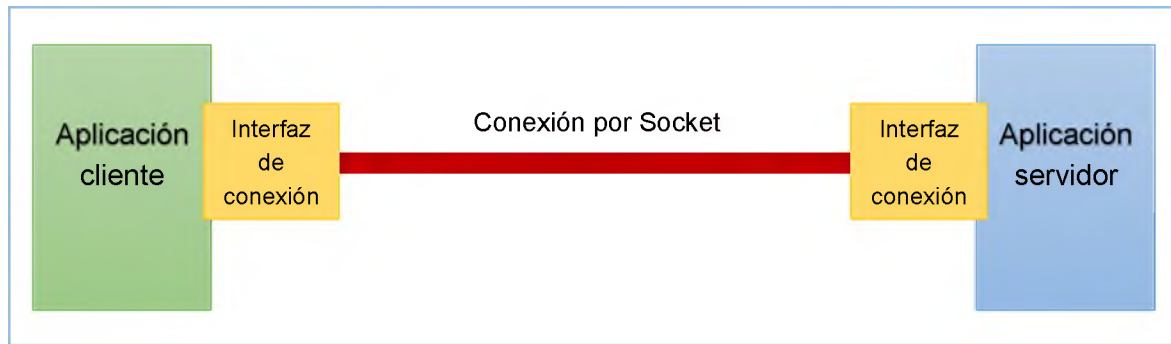 Aplicación
cliente
Interfaz
de
conexión
Conexión por Socket
Interfaz
de
conexión
Aplicación
servidor